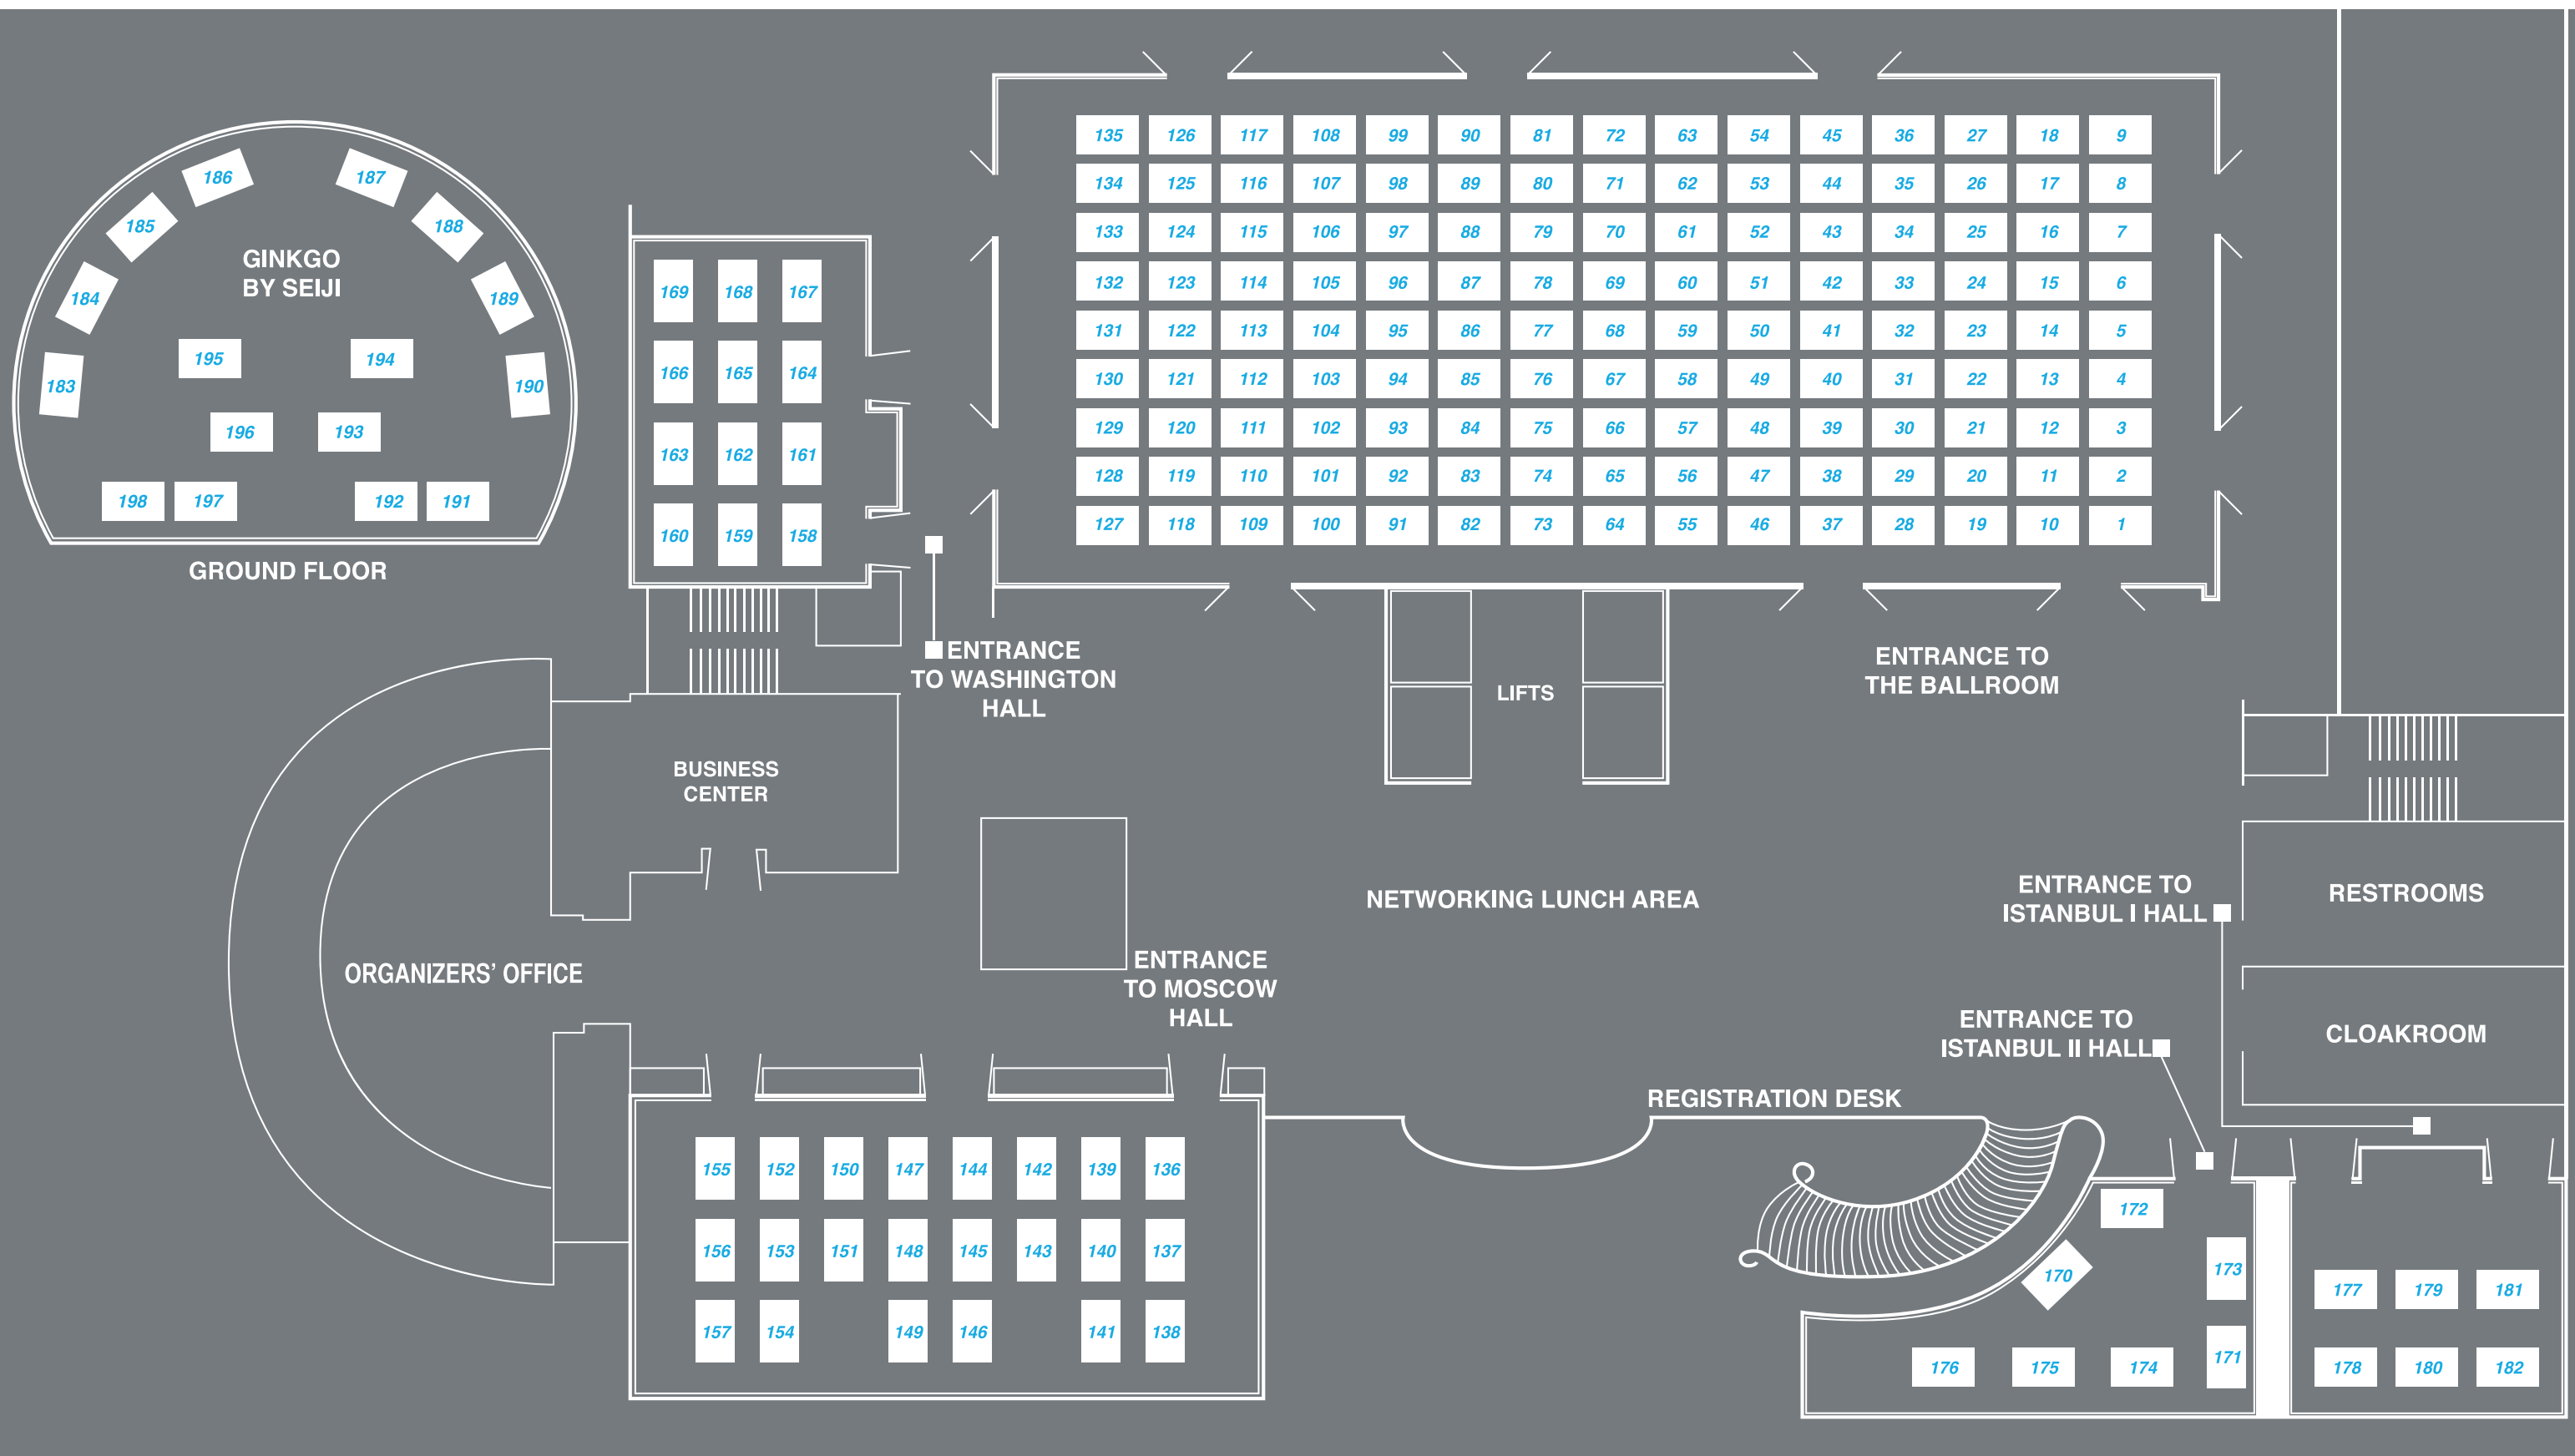 135 126 117 108 99 90 81 72 63 54 45 36 27 18 9
134 125 116 107 98 89 80 71 62 53 44 35 26 17 8
133 124 115 106 97 88 79 70 61 52 43 34 25 16 7
132 123 114 105 96 87 78 69 60 51 42 33 24 15 6
131 122 113 104 95 86 77 68 59 50 41 32 23 14 5
130 121 112 103 94 85 76 67 58 49 40 31 22 13 4
129 120 111 102 93 84 75 66 57 48 39 30 21 12 3
128 119 110 101 92 83 74 65 56 47 38 29 20 11 2
127 118 109 100 91 82 73 64 55 46 37 28 19 10 1
186 187
185 188
GINKGO
BY SEIJI
184 189
195 194
183 190
196 193
198 197 192 191
GROUND FLOOR
169 168 167
166 165 164
163 162 161
160 159 158
ENTRANCE
TO WASHINGTON
HALL
LIFTS
ENTRANCE TO
THE BALLROOM
BUSINESS
CENTER
NETWORKING LUNCH AREA
ENTRANCE TO
ISTANBUL I HALL
RESTROOMS
ORGANIZERS' OFFICE
ENTRANCE
TO MOSCOW
HALL
ENTRANCE TO
ISTANBUL II HALL
CLOAKROOM
REGISTRATION DESK
155 152 150 147 144 142 139 136
156 153 151 148 145 143 140 137
157 154 149 146 141 138
172
170 173
176 175 174 171
177 179 181
178 180 182